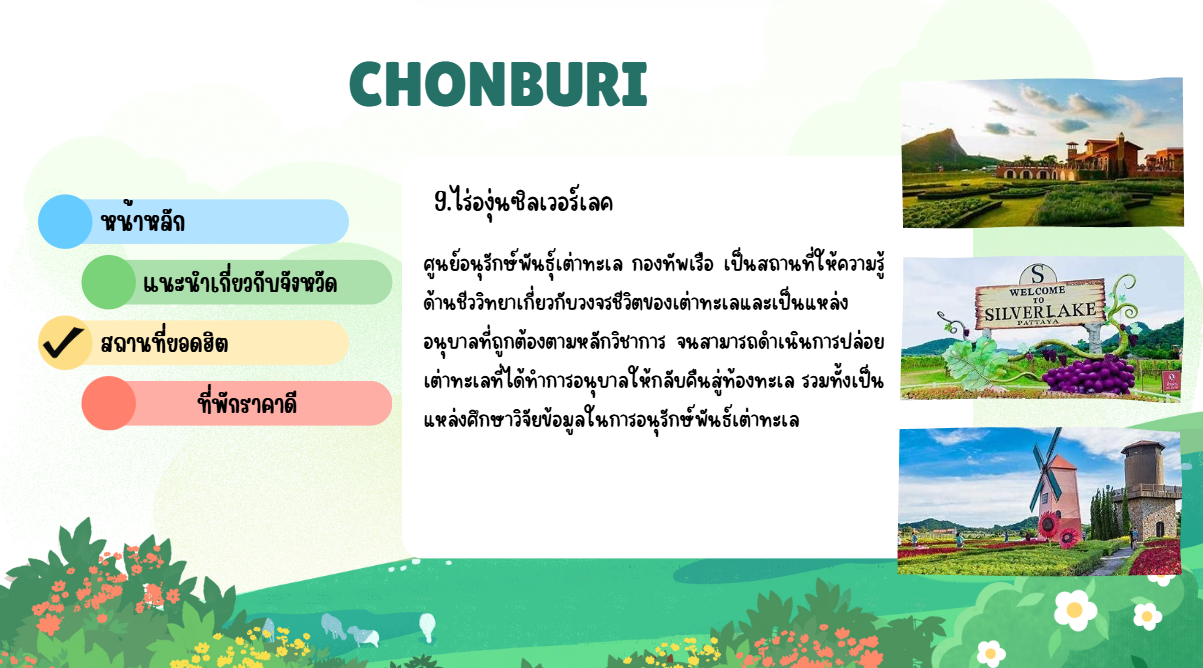 CHONBURI
หน้าหลัก
แนะนำเกี่ยวกับจังหวัด
สถานที่ยอดฮิต
ที่พักราคาดี
9.ไร่องุ่นซิลเวอร์เลค
ศูนย์อนุรักษ์พันธุ์เต่าทะเล กองทัพเรือ เป็นสถานที่ให้ความรู้
ด้านชีววิทยาเกี่ยวกับวงจรชีวิตของเต่าทะเลและเป็นแหล่ง
อนุบาลที่ถูกต้องตามหลักวิชาการ จนสามารถดำเนินการปล่อย
เต่าทะเลที่ได้ทำการอนุบาลให้กลับคืนสู่ท้องทะเล รวมทั้งเป็น
แหล่งศึกษาวิจัยข้อมูลในการอนุรักษ์พันธ์เต่าทะเล
S
WELCOME
TO
SILVERLAKE
PATTAYA